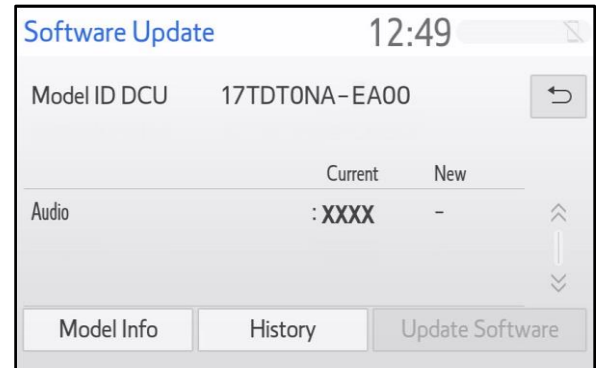 Software Update 12:49
Model ID DCU 17TDT0NA-EA00
Current New
Audio : XXXX -
Model Info History Update Software